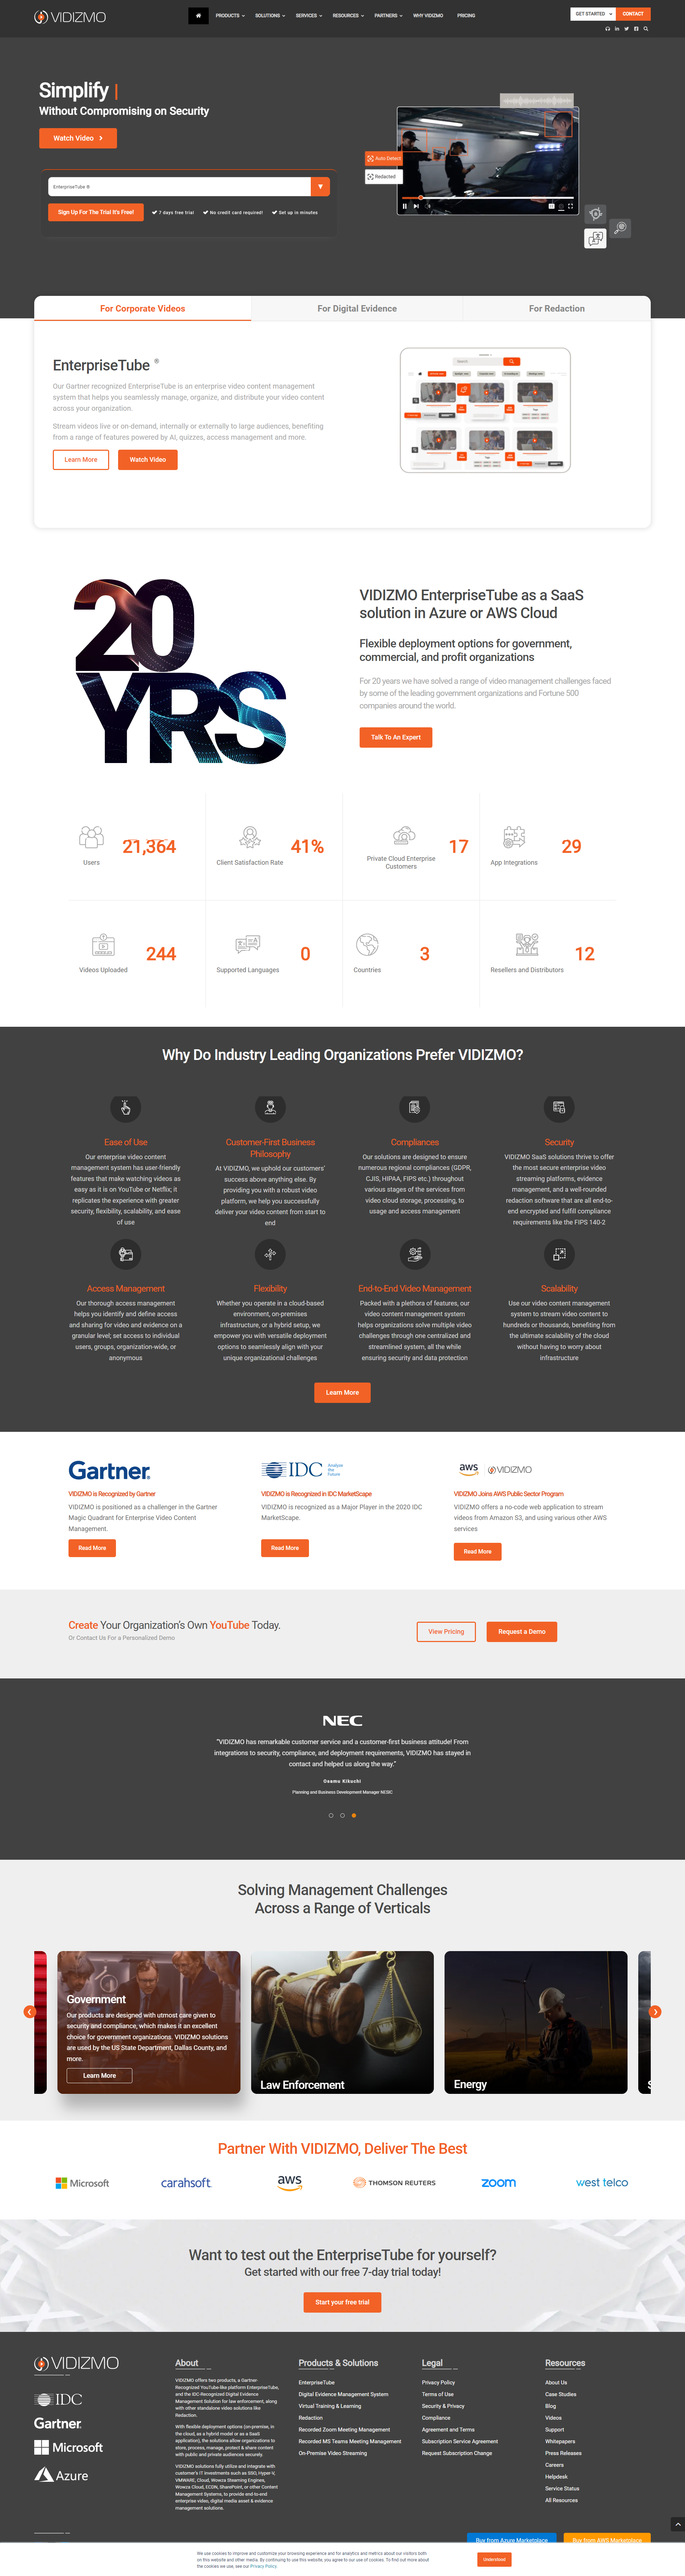 VIDIZMO
PRODUCTS
SOLUTIONS
SERVICES
RESOURCES
PARTNERS
WHY VIDIZMO
PRICING
GET STARTED
CONTACT
Simplify
Without Compromising on Security
Watch Video
EnterpriseTube ®
Sign Up For The Trial It's Free!
7 days free trial
No credit card required!
Set up in minutes
Auto Detect
Redacted
For Corporate Videos
For Digital Evidence
For Redaction
EnterpriseTube ®
Our Gartner recognized EnterpriseTube is an enterprise video content management
system that helps you seamlessly manage, organize, and distribute your video content
across your organization.
Stream videos live or on-demand, internally or externally to large audiences, benefiting
from a range of features powered by AI, quizzes, access management and more.
Learn More
Watch Video
Search
20
YRS
VIDIZMO EnterpriseTube as a SaaS
solution in Azure or AWS Cloud
Flexible deployment options for government,
commercial, and profit organizations
For 20 years we have solved a range of video management challenges faced
by some of the leading government organizations and Fortune 500
companies around the world.
Talk To An Expert
21,364
Users
41%
Client Satisfaction Rate
17
Private Cloud Enterprise
Customers
29
App Integrations
244
Videos Uploaded
0
Supported Languages
3
Countries
12
Resellers and Distributors
Why Do Industry Leading Organizations Prefer VIDIZMO?
Ease of Use
Our enterprise video content
management system has user-friendly
features that make watching videos as
easy as it is on YouTube or Netflix; it
replicates the experience with greater
security, flexibility, scalability, and ease
of use
Customer-First Business
Philosophy
At VIDIZMO, we uphold our customers'
success above anything else. By
providing you with a robust video
platform, we help you successfully
deliver your video content from start to
end
Compliances
Our solutions are designed to ensure
numerous regional compliances (GDPR,
CJIS, HIPAA, FIPS etc.) throughout
various stages of the services from
video cloud storage, processing, to
usage and access management
Security
VIDIZMO SaaS solutions thrive to offer
the most secure enterprise video
streaming platforms, evidence
management, and a well-rounded
redaction software that are all end-to-
end encrypted and fulfill compliance
requirements like the FIPS 140-2
Access Management
Our thorough access management
helps you identify and define access
and sharing for video and evidence on a
granular level; set access to individual
users, groups, organization-wide, or
anonymous
Flexibility
Whether you operate in a cloud-based
environment, on-premises
infrastructure, or a hybrid setup, we
empower you with versatile deployment
options to seamlessly align with your
unique organizational challenges
End-to-End Video Management
Packed with plethora of features, our
video content management system
helps organizations solve multiple video
challenges through one centralized and
streamlined system, all the while
ensuring security and data protection
Scalability
Use our video content management
system to stream video content to
hundreds or thousands, benefiting from
the ultimate scalability of the cloud
without having to worry about
infrastructure
Learn More
Gartner.
VIDIZMO is Recognized by Gartner
VIDIZMO is positioned as a challenger in the Gartner
Magic Quadrant for Enterprise Video Content
Management.
Read More
IDC Analyze the Future
VIDIZMO is Recognized in IDC MarketScape
VIDIZMO is recognized as a Major Player in the 2020 IDC
MarketScape.
Read More
aws VIDIZMO
VIDIZMO Joins AWS Public Sector Program
VIDIZMO offers a no-code web application to stream
videos from Amazon S3, and using various other AWS
services
Read More
Create Your Organization's Own YouTube Today.
Or Contact Us For a Personalized Demo
View Pricing
Request a Demo
NEC
"VIDIZMO has remarkable customer service and a customer-first business attitude! From
integrations to security, compliance, and deployment requirements, VIDIZMO has stayed in
contact and helped us along the way."
Osamu Kikuchi
Planning and Business Development Manager NESIC
Solving Management Challenges
Across a Range of Verticals
Government
Our products are designed with utmost care given to
security and compliance, which makes it an excellent
choice for government organizations. VIDIZMO solutions
are used by the US State Department, Dallas County, and
more.
Learn More
Law Enforcement
Energy
S
Partner With VIDIZMO, Deliver The Best
Microsoft
carahsoft.
aws
THOMSON REUTERS
zoom
west telco
Want to test out the EnterpriseTube for yourself?
Get started with our free 7-day trial today!
Start your free trial
VIDIZMO
IDC
Gartner.
Microsoft
Azure
About
VIDIZMO offers two products, a Gartner-
Recognized YouTube-like platform EnterpriseTube,
and the IDC-Recognized Digital Evidence
Management Solution for law enforcement, along
with other standalone video solutions like
Redaction.
With flexible deployment options (on-premise, in
the cloud, as a hybrid model or as a SaaS
application), the solutions allow organizations to
store, process, manage, protect & share content
with public and private audiences securely.
VIDIZMO solutions fully utilize and integrate with
customer's IT investments such as SSO, Hyper-V,
VMWARE, Cloud, Wowza Steaming Engines,
Wowza Cloud, ECDN, SharePoint, or other Content
Management Systems, to provide end-to-end
enterprise video, digital media asset & evidence
management solutions.
Products & Solutions
EnterpriseTube
Digital Evidence Management System
Virtual Training & Learning
Redaction
Recorded Zoom Meeting Management
Recorded MS Teams Meeting Management
On-Premise Video Streaming
Legal
Privacy Policy
Terms of Use
Security & Privacy
Compliance
Agreement and Terms
Subscription Service Agreement
Request Subscription Change
Resources
About Us
Case Studies
Blog
Videos
Support
Whitepapers
Press Releases
Careers
Helpdesk
Service Status
All Resources
Buy from Azure Marketplace
Buy from AWS Marketplace
We use cookies to improve and customize your browsing experience and for analytics and metrics about our visitors both
on this website and other media. By continuing to use this website, you agree to our use of cookies. To find out more about
the cookies we use, see our Privacy Policy.
Understood